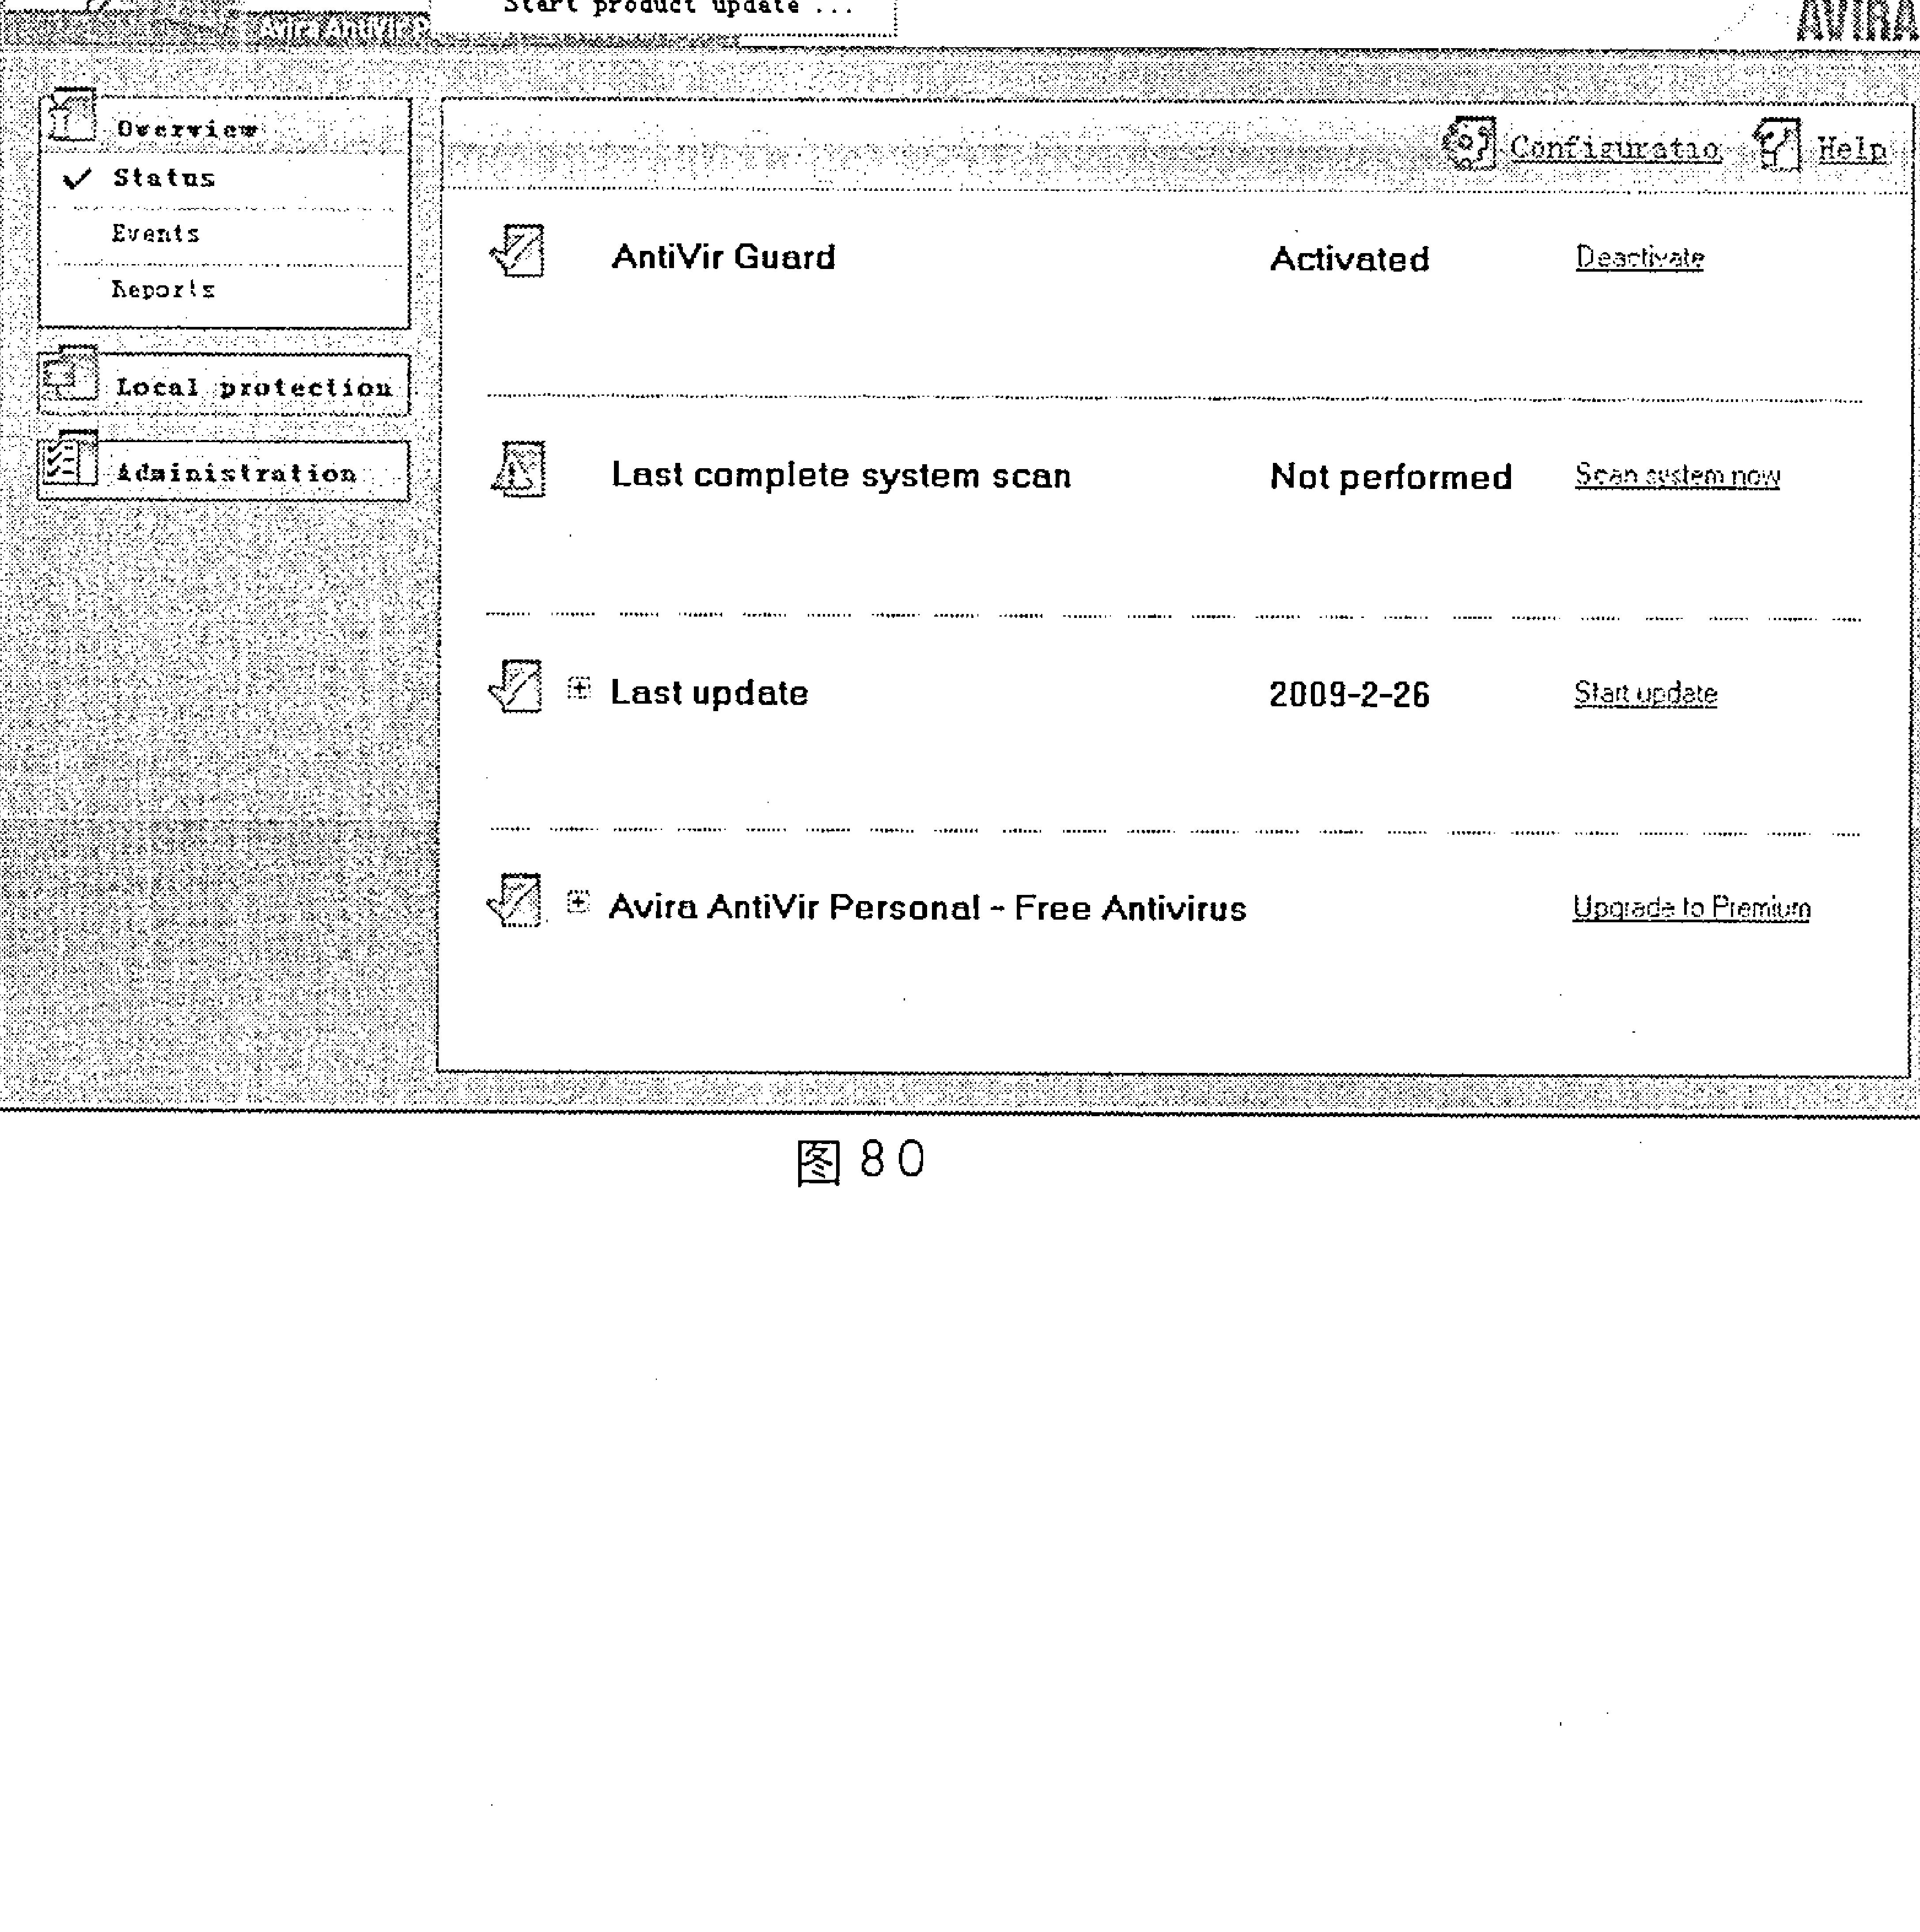 Start product update ...
Avira AntiVir P
AVIRA
Overview
Configuratio
Help
Status
Events
Reports
Local protection
Administration
AntiVir Guard
Activated
Deactivate
Last complete system scan
Not performed
Scan system now
Last update
2009-2-26
Start update
Avira AntiVir Personal - Free Antivirus
Upgrade to Premium
图 80